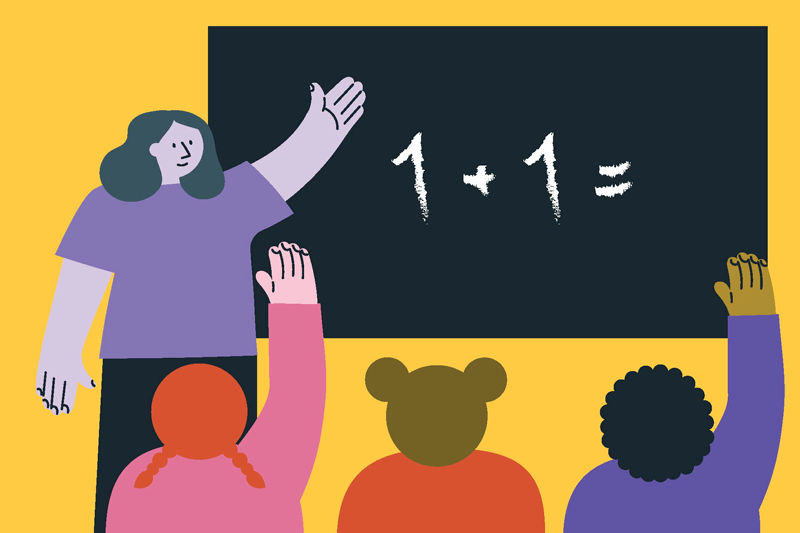 1 + 1 =